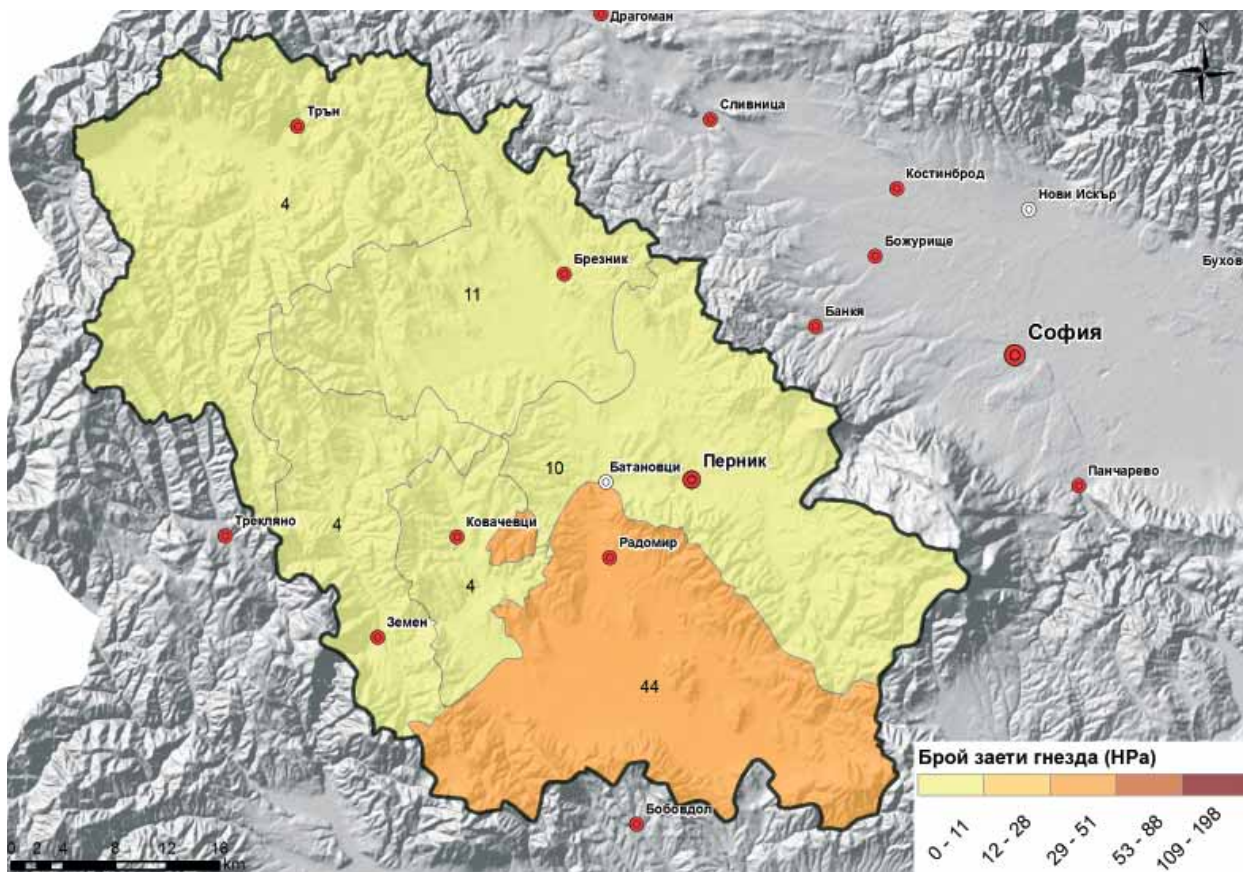 Драгоман
N
Сливница
Трън
Костинброд
Нови Искър
4
Божурище
Бухов
Брезник
11
Банкя
София
10
Батановци
Перник
Панчарево
4
Трекляно
Ковачевци
Радомир
4
Земен
44
Брой заети гнезда (HPa)
0 - 11
12 - 28
29 - 51
53 - 88
109 - 198
Бобовдол
0 2 4 8 12 16
km